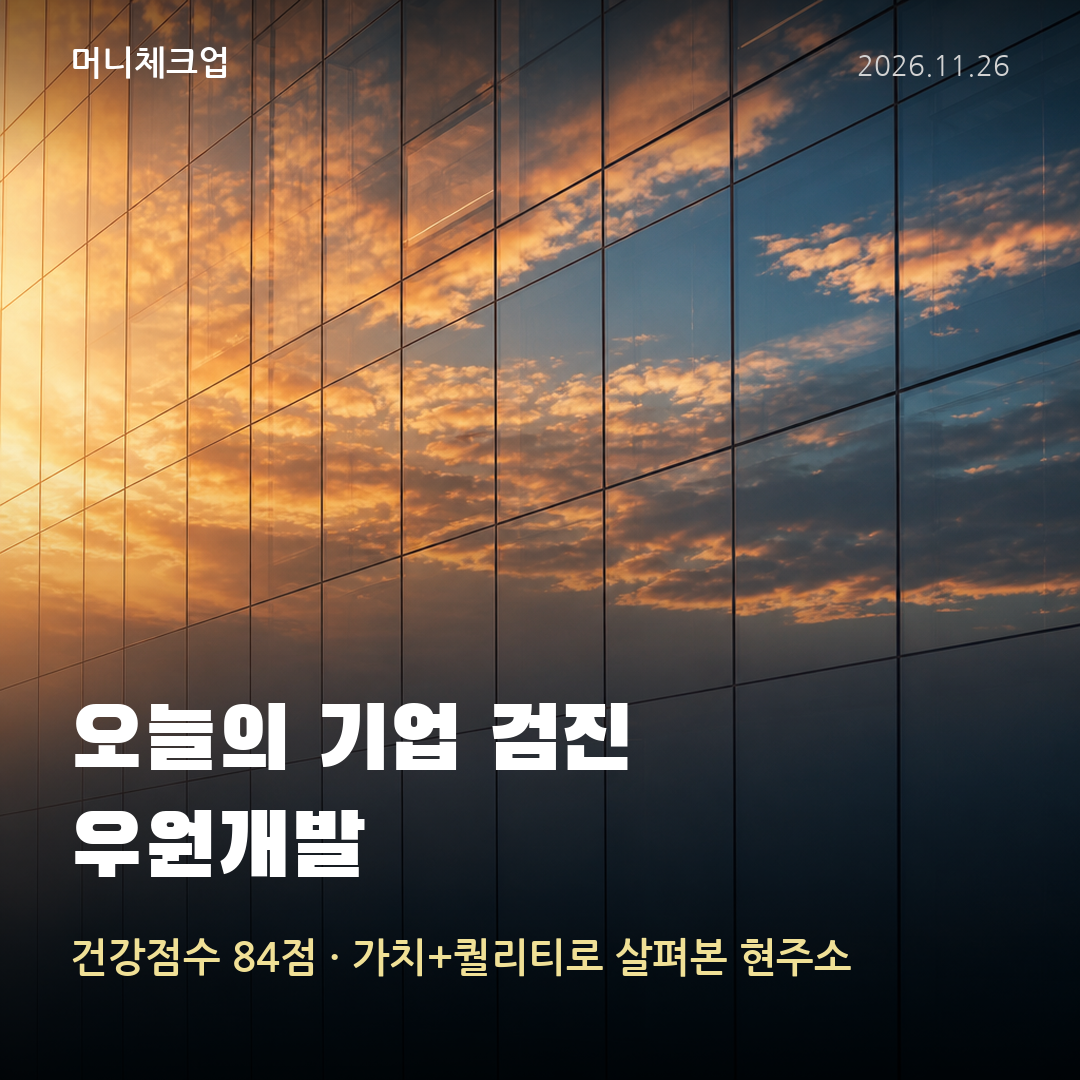 머니체크업
2026.11.26
오늘의 기업 검진
우원개발
건강점수 84점 · 가치+퀄리티로 살펴본 현주소